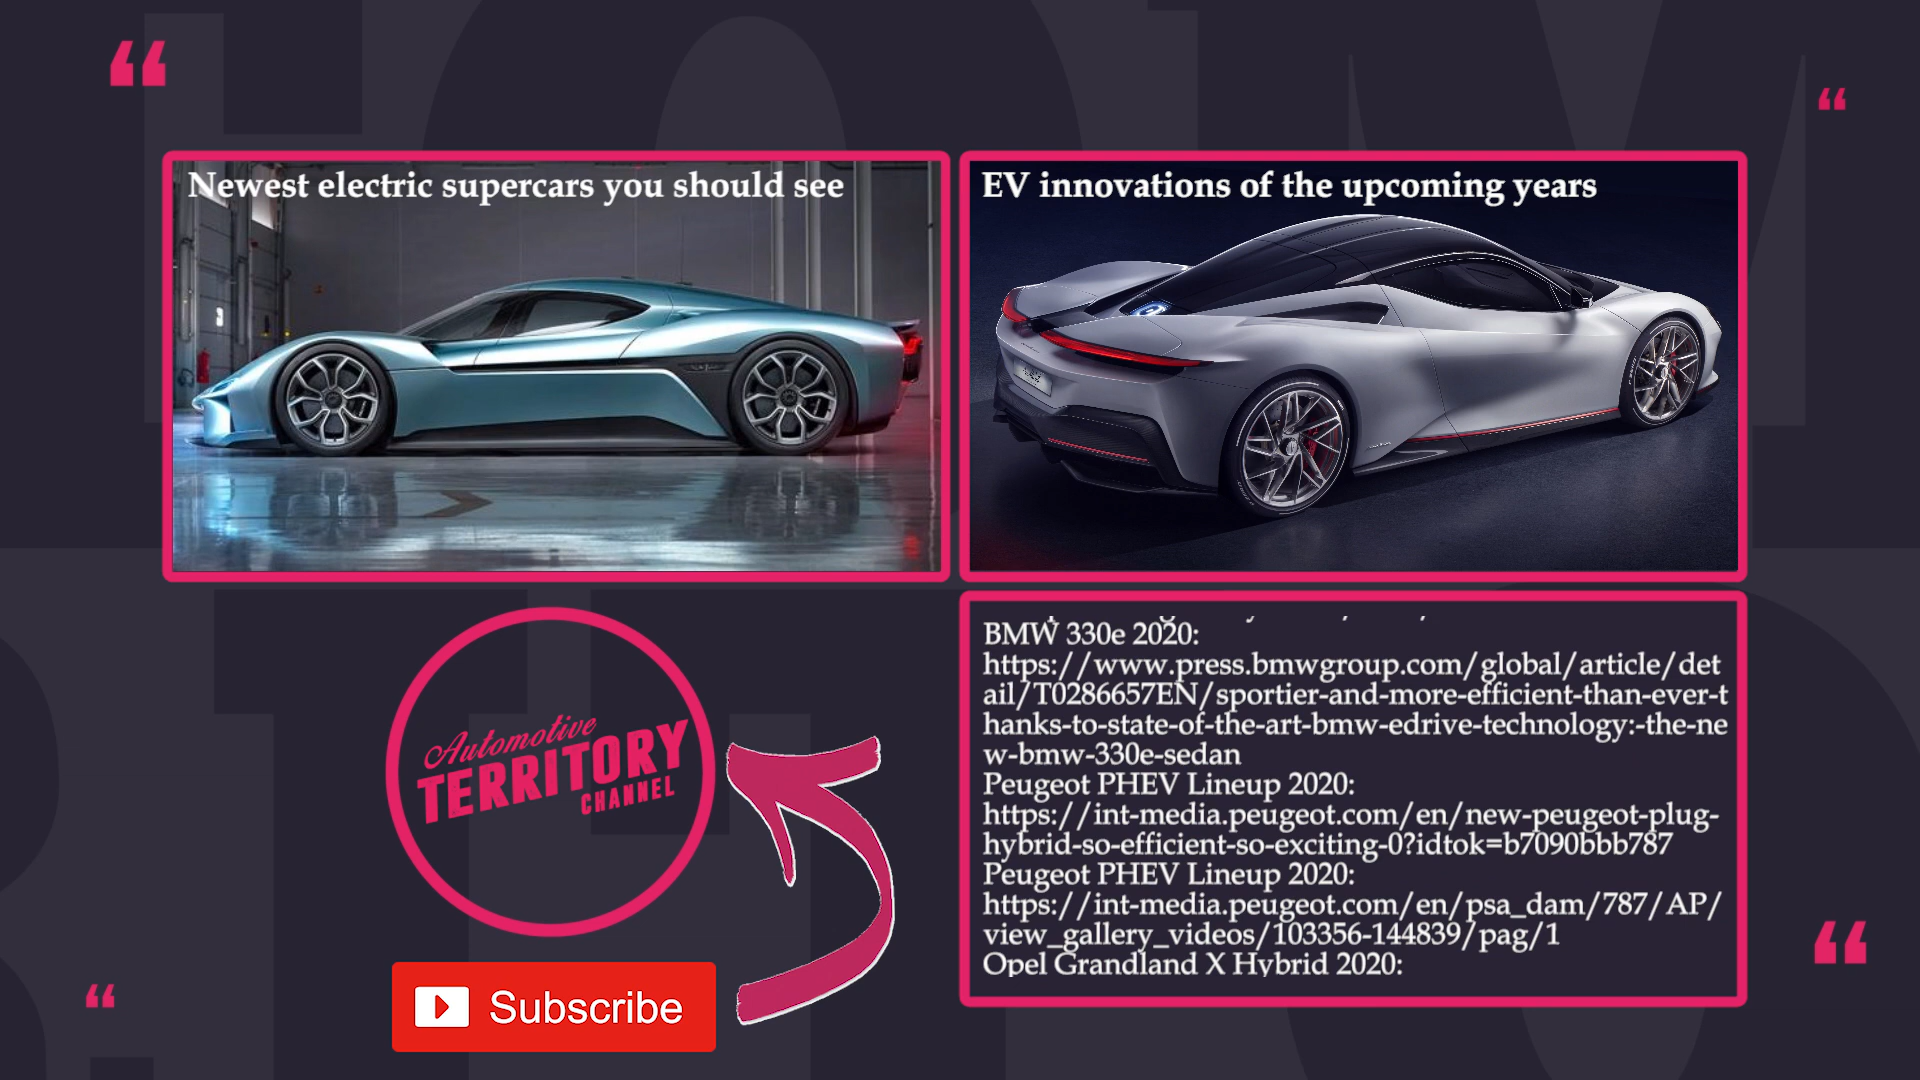 Newest electric supercars you should see
EV innovations of the upcoming years
Automotive
TERRITORY
CHANNEL
Subscribe
BMW 330e 2020:
https://www.press.bmwgroup.com/global/article/det
ail/T0286657EN/sportier-and-more-efficient-than-ever-t
hanks-to-state-of-the-art-bmw-edrive-technology:-the-ne
w-bmw-330e-sedan
Peugeot PHEV Lineup 2020:
https://int-media.peugeot.com/en/new-peugeot-plug-
hybrid-so-efficient-so-exciting-0?idtok=b7090bbb787
Peugeot PHEV Lineup 2020:
https://int-media.peugeot.com/en/psa_dam/787/AP/
view_gallery_videos/103356-144839/pag/1
Opel Grandland X Hybrid 2020: